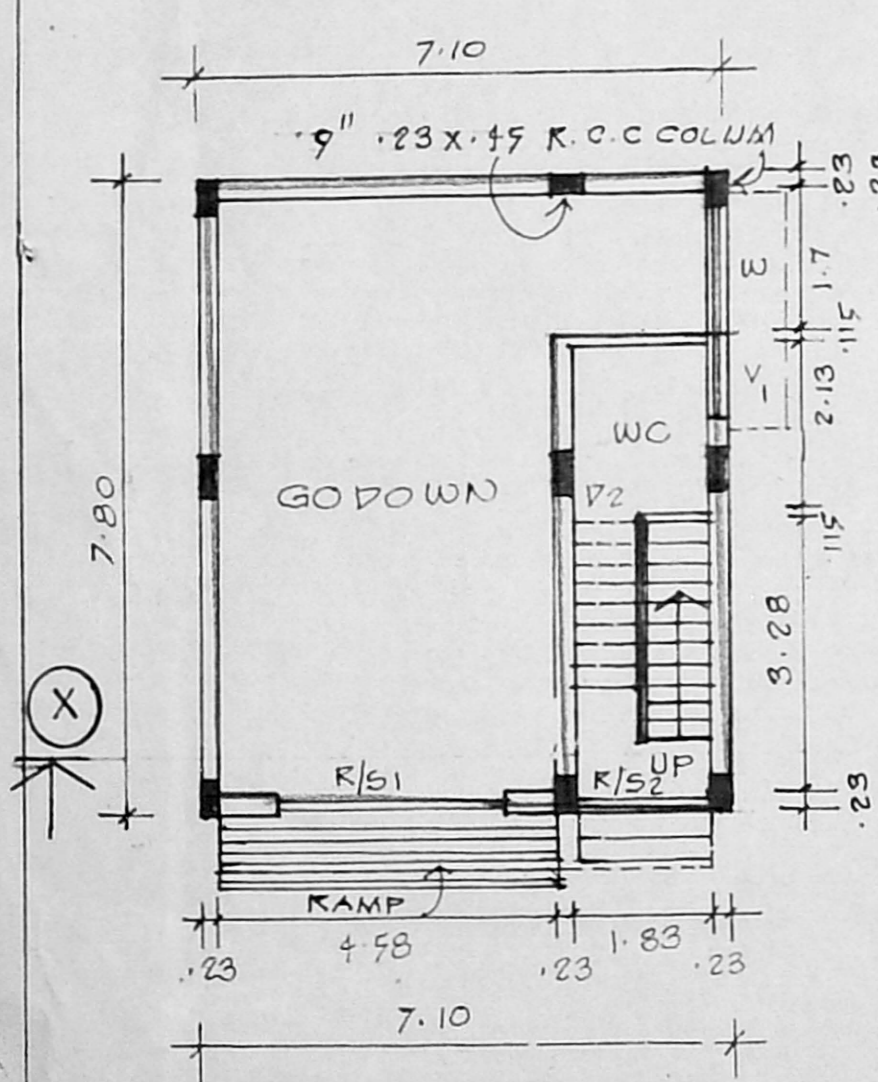 7.10
9" .23 x .45 R.C.C COLUM
.23
W
1.7
.115
V1
2.13
WC
GODOWN
D2
7.80
.115
3.28
X
R/S1
R/S2
UP
.23
RAMP
4.58
1.83
.23
.23
.23
7.10